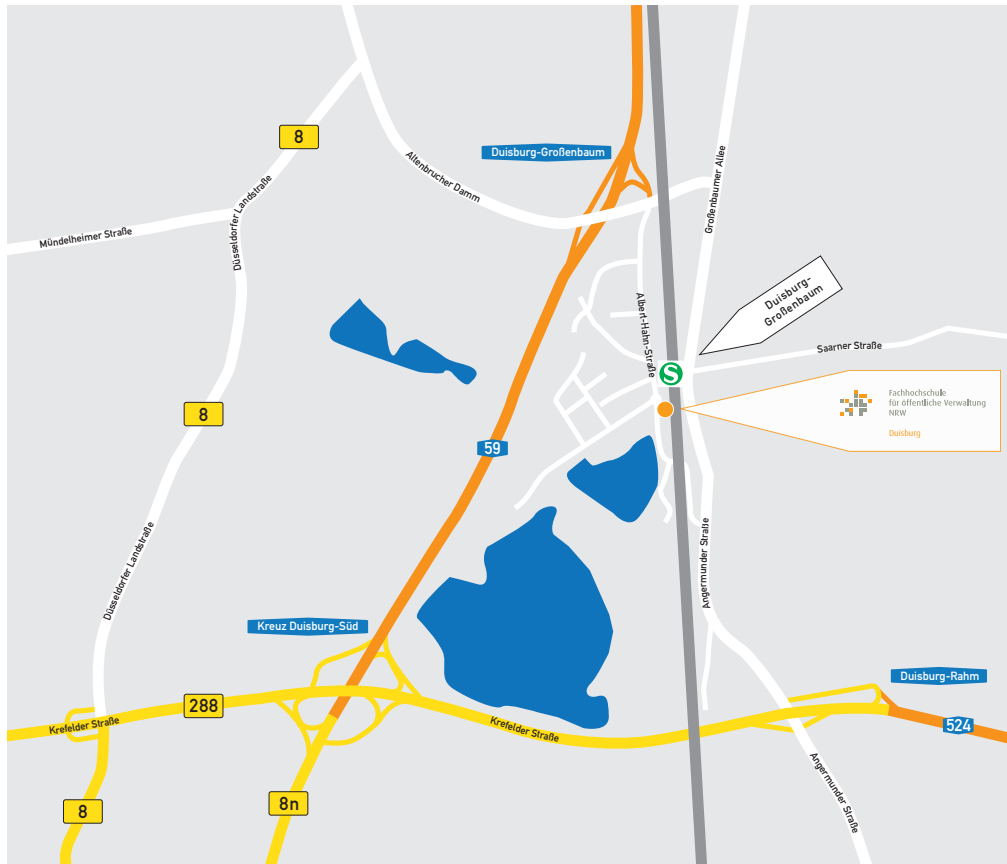 8
Duisburg-Großenbaum
Altenbrucher Damm
Großenbaumer Allee
Mündelheimer Straße
Düsseldorfer Landstraße
Duisburg-
Großenbaum
Albert-Hahn-Straße
Saarner Straße
S
Fachhochschule
für öffentliche Verwaltung
NRW
Duisburg
8
59
Düsseldorfer Landstraße
Angermunder Straße
Kreuz Duisburg-Süd
Duisburg-Rahm
288
Krefelder Straße
Krefelder Straße
524
Angermunder Straße
8
8n